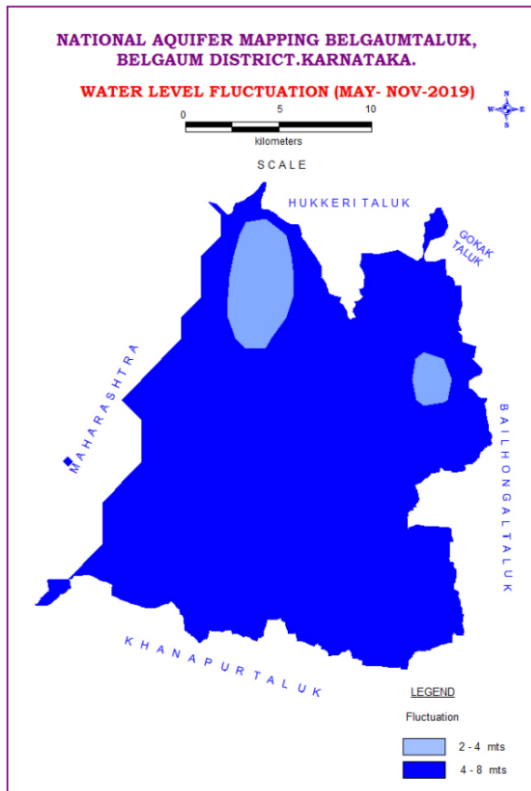 NATIONAL AQUIFER MAPPING BELGAUMTALUK,
BELGAUM DISTRICT.KARNATAKA.
WATER LEVEL FLUCTUATION (MAY- NOV-2019)
N
W E
S
0 5 10
kilometers
SCALE
HUKKERI TALUK
GOKAK
TALUK
MAHARASHTRA
BAILHONGALTALUK
KHANAPURTALUK
LEGEND
Fluctuation
2 - 4 mts
4 - 8 mts